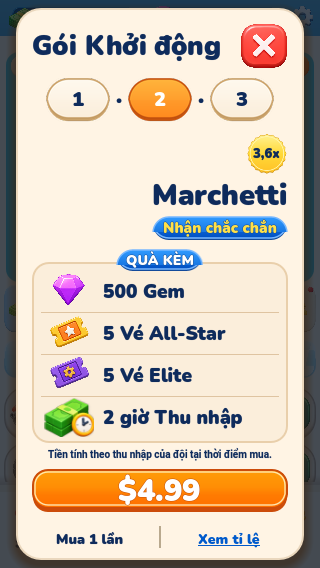 Gói Khởi động
1 • 2 • 3
3,6x
Marchetti
Nhận chắc chắn
QUÀ KÈM
500 Gem
5 Vé All-Star
5 Vé Elite
2 giờ Thu nhập
Tiền tính theo thu nhập của đội tại thời điểm mua.
$4.99
Mua 1 lần
Xem tỉ lệ